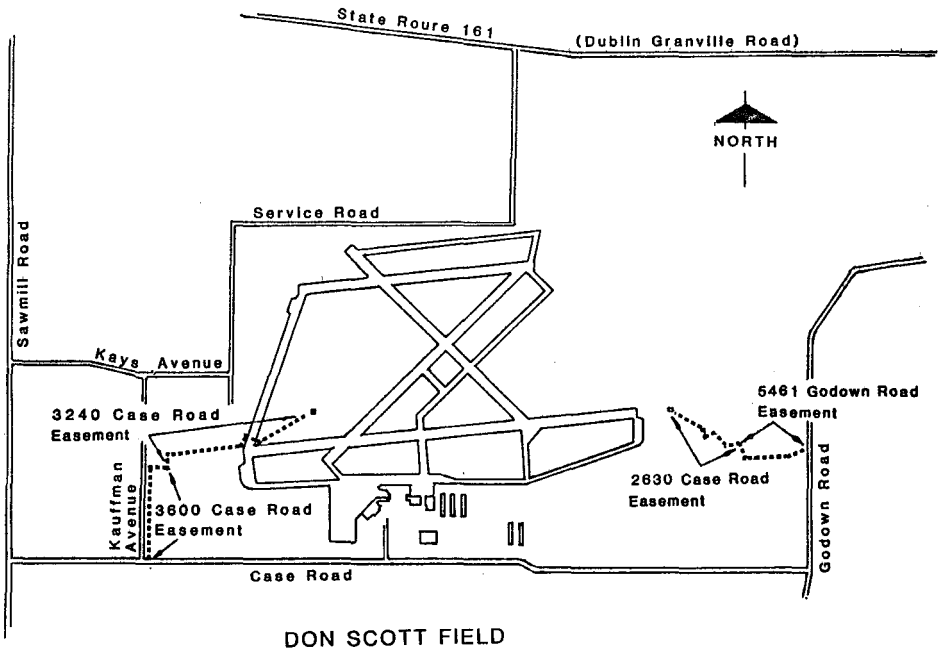 State Roure 161
(Dublin Granville Road)
NORTH
Service Road
Sawmill Road
Kays Avenue
3240 Case Road
Easement
5461 Godown Road
Easement
2630 Case Road
Easement
Kauffman
Avenue
3600 Case Road
Easement
Godown Road
Case Road
DON SCOTT FIELD